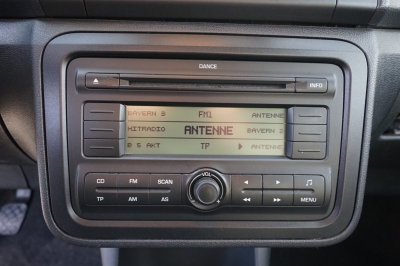 DANCE
INFO
BAYERN 3 FM1 ANTENNE
HITRADIO ANTENNE BAYERN 2
B 5 AKT TP ANTENNE
CD FM SCAN VOL
TP AM AS MENU